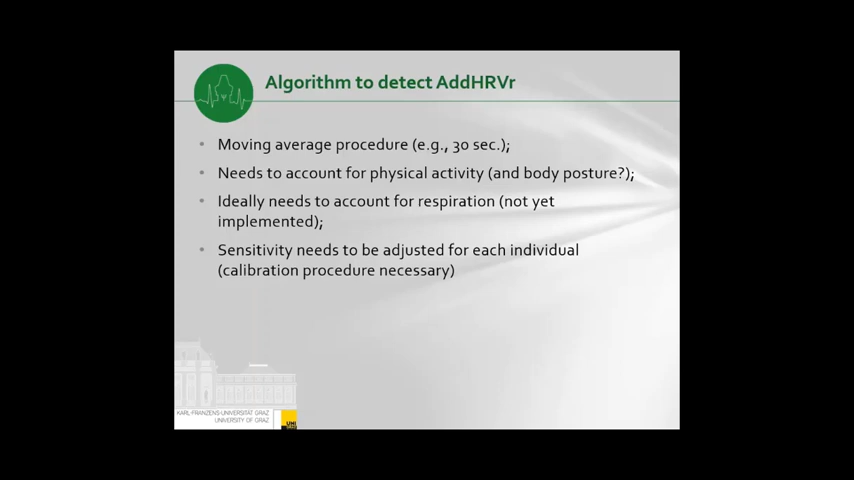 Algorithm to detect AddHRVr
• Moving average procedure (e.g., 30 sec.);
• Needs to account for physical activity (and body posture?);
• Ideally needs to account for respiration (not yet
implemented);
• Sensitivity needs to be adjusted for each individual
(calibration procedure necessary)
KARL-FRANZENS-UNIVERSITÄT GRAZ
UNIVERSITY OF GRAZ
UNI